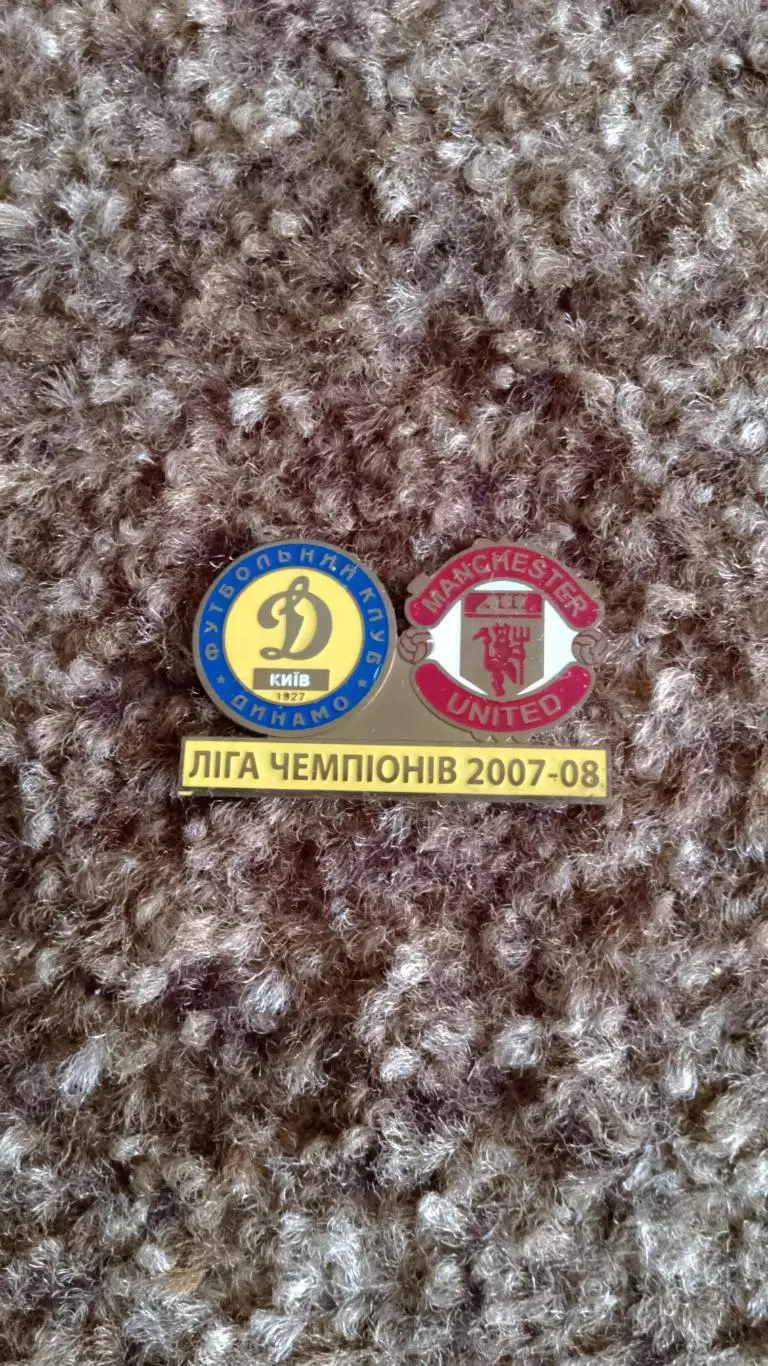 ФУТБОЛЬНИЙ КЛУБ
КИЇВ
1927
ДИНАМО
MANCHESTER
UNITED
ЛІГА ЧЕМПІОНІВ 2007-08